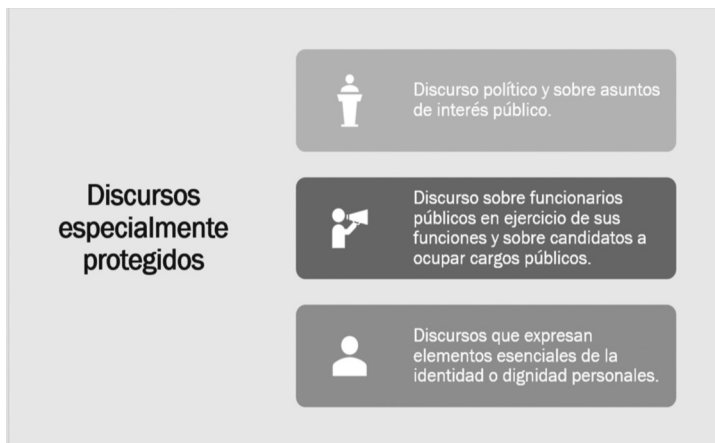 Discursos
especialmente
protegidos
Discurso político y sobre asuntos
de interés público.
Discurso sobre funcionarios
públicos en ejercicio de sus
funciones y sobre candidatos a
ocupar cargos públicos.
Discursos que expresan
elementos esenciales de la
identidad o dignidad personales.